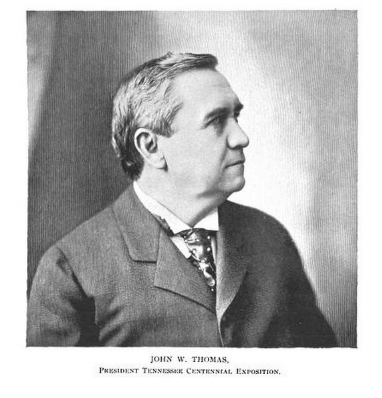 JOHN W. THOMAS,
President Tennessee Centennial Exposition.